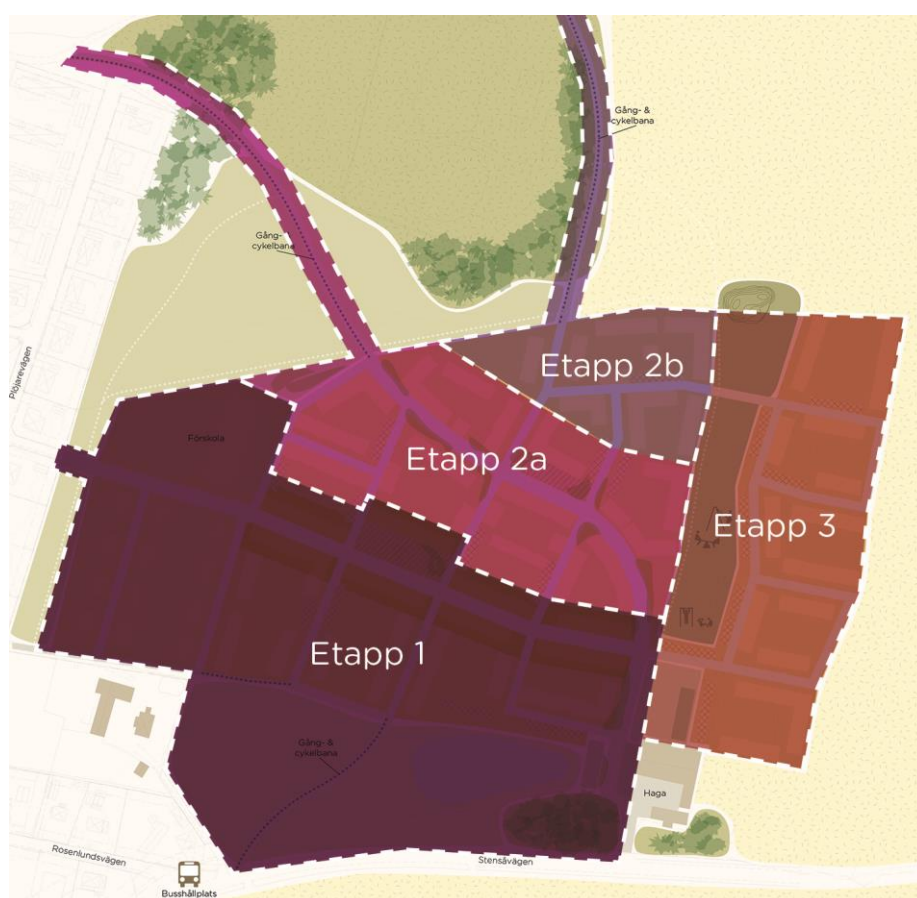 Gång- &
cykelbana
Gång-
cykelbana
Plöjarevägen
Etapp 2b
Förskola
Etapp 2a
Etapp 3
Etapp 1
Gång- &
cykelbana
Haga
Rosenlundsvägen
Stensåvägen
Busshållplats